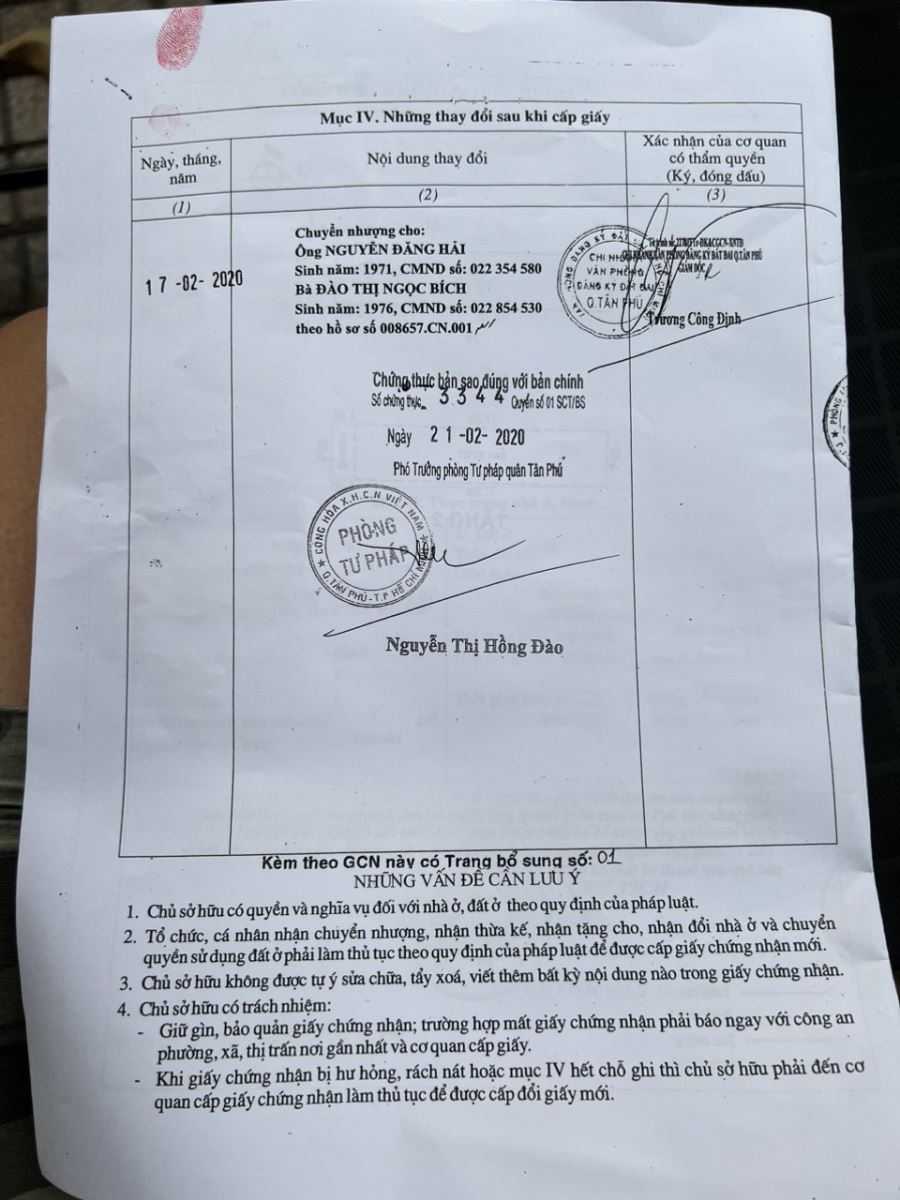 Mục IV. Những thay đổi sau khi cấp giấy
Ngày, tháng, năm
Nội dung thay đổi
Xác nhận của cơ quan có thẩm quyền (Ký, đóng dấu)
(1)
(2)
(3)
17-02-2020
Chuyển nhượng cho:
Ông NGUYỄN ĐĂNG HẢI
Sinh năm: 1971, CMND số: 022 354 580
Bà ĐÀO THỊ NGỌC BÍCH
Sinh năm: 1976, CMND số: 022 854 530
theo hồ sơ số 008657.CN.001
VĂN PHÒNG
ĐĂNG KÝ ĐẤT ĐAI
Q.TÂN PHÚ
VĂN PHÒNG ĐĂNG KÝ ĐẤT ĐAI Q.TÂN PHÚ
GIÁM ĐỐC
Trương Công Định
Chứng thực bản sao đúng với bản chính
Số chứng thực 3344 Quyển số 01 SCT/BS
Ngày 21-02-2020
Phó Trưởng phòng Tư pháp quận Tân Phú
CỘNG HÒA X.H.C.N VIỆT NAM
PHÒNG
TƯ PHÁP
Q.TÂN PHÚ-T.P HỒ CHÍ MINH
Nguyễn Thị Hồng Đào
Kèm theo GCN này có Trang bổ sung số: 01
NHỮNG VẤN ĐỀ CẦN LƯU Ý
1. Chủ sở hữu có quyền và nghĩa vụ đối với nhà ở, đất ở theo quy định của pháp luật.
2. Tổ chức, cá nhân nhận chuyển nhượng, nhận thừa kế, nhận tặng cho, nhận đổi nhà ở và chuyển
quyền sử dụng đất ở phải làm thủ tục theo quy định của pháp luật để được cấp giấy chứng nhận mới.
3. Chủ sở hữu không được tự ý sửa chữa, tẩy xoá, viết thêm bất kỳ nội dung nào trong giấy chứng nhận.
4. Chủ sở hữu có trách nhiệm:
- Giữ gìn, bảo quản giấy chứng nhận; trường hợp mất giấy chứng nhận phải báo ngay với công an
phường, xã, thị trấn nơi gần nhất và cơ quan cấp giấy.
- Khi giấy chứng nhận bị hư hỏng, rách nát hoặc mục IV hết chỗ ghi thì chủ sở hữu phải đến cơ
quan cấp giấy chứng nhận làm thủ tục để được cấp đổi giấy mới.